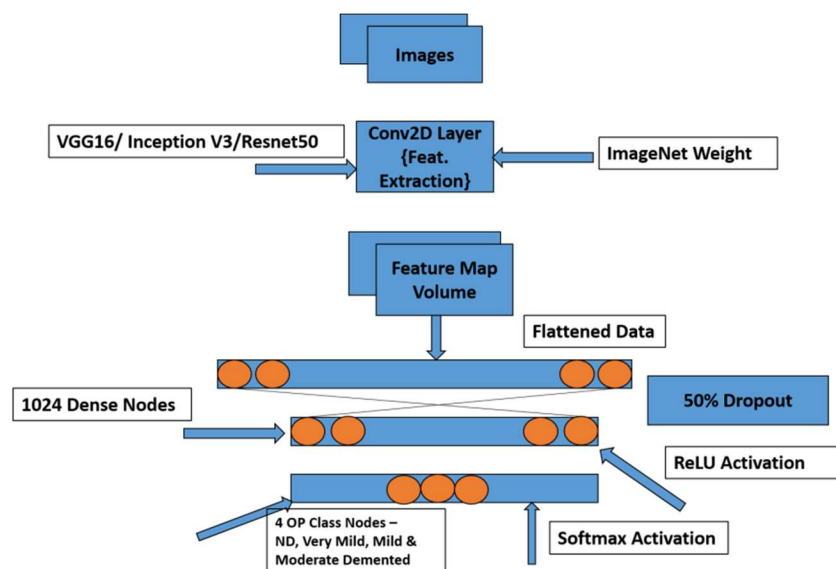 Images
VGG16/ Inception V3/Resnet50
Conv2D Layer
{Feat.
Extraction}
ImageNet Weight
Feature Map
Volume
Flattened Data
1024 Dense Nodes
50% Dropout
ReLU Activation
4 OP Class Nodes –
ND, Very Mild, Mild &
Moderate Demented
Softmax Activation